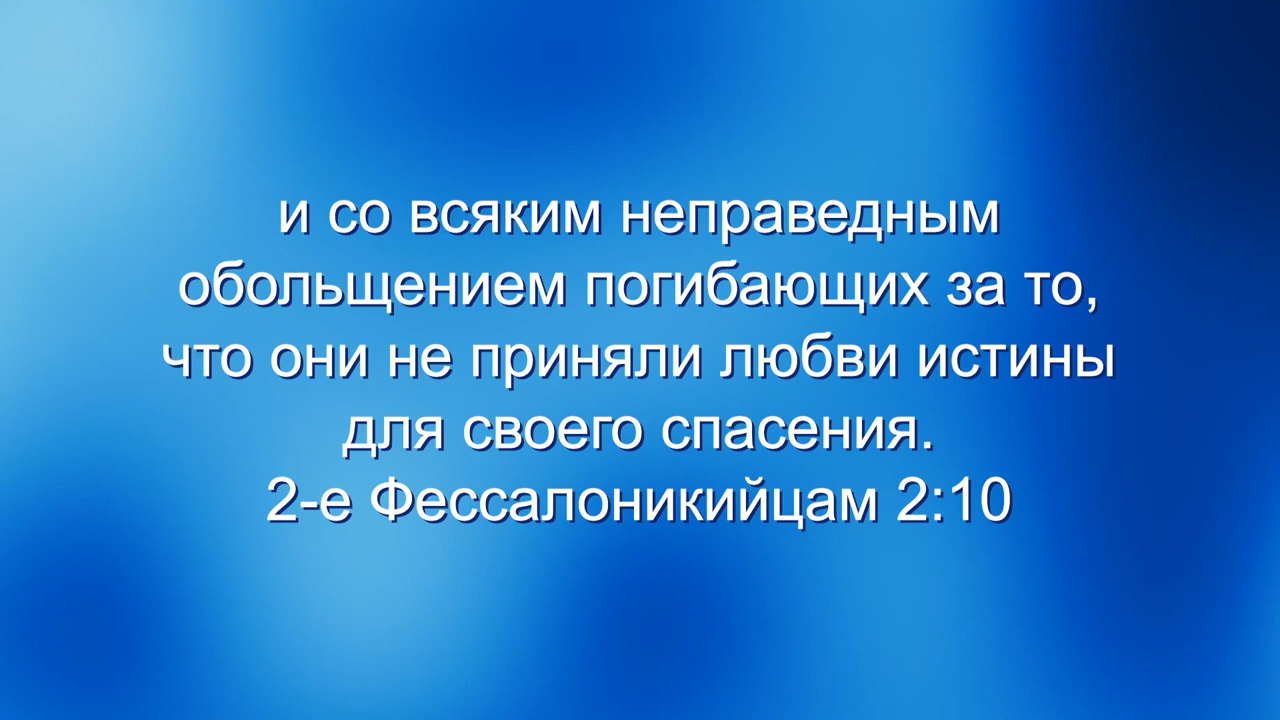 и со всяким неправедным
обольщением погибающих за то,
что они не приняли любви истины
для своего спасения.
2-е Фессалоникийцам 2:10